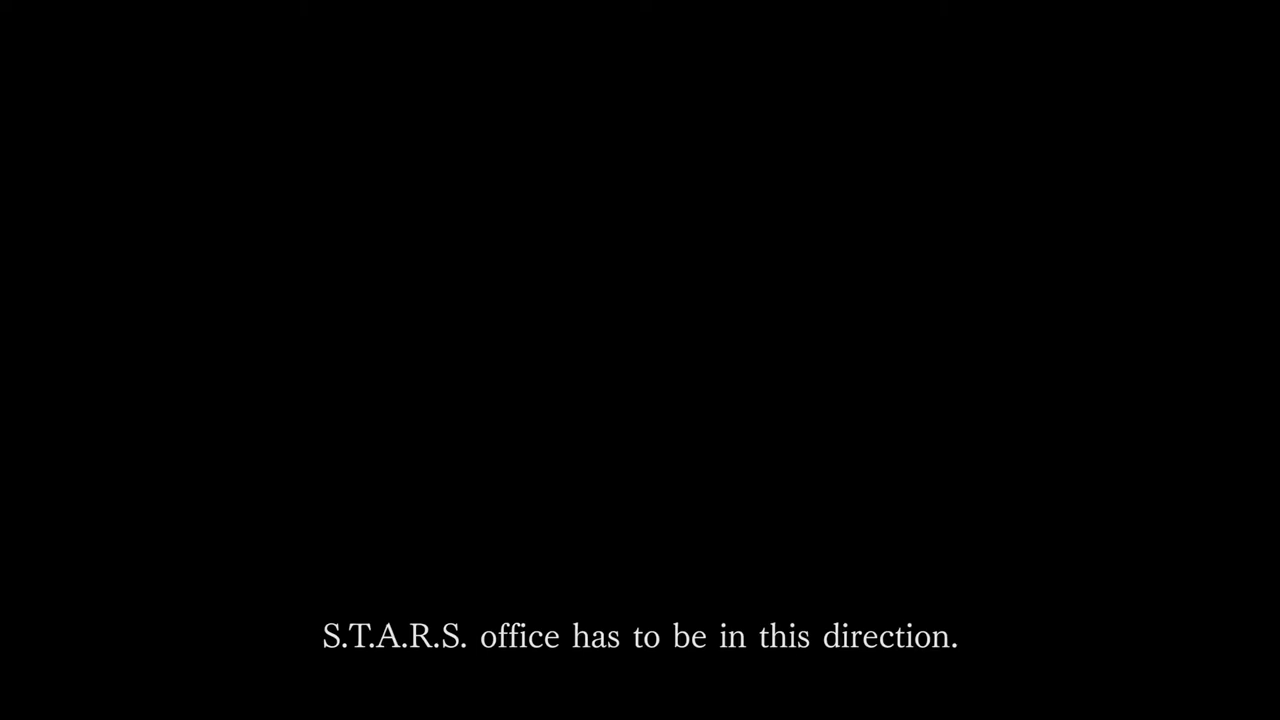 S.T.A.R.S. office has to be in this direction.